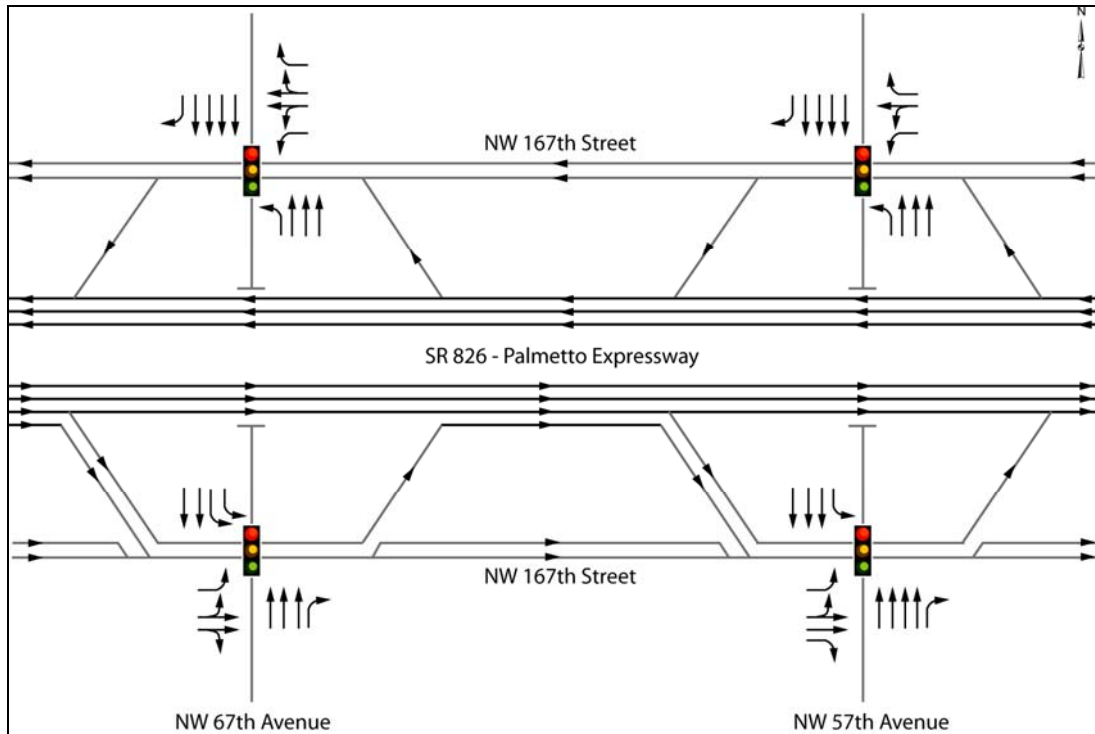 N
NW 167th Street
SR 826 - Palmetto Expressway
NW 167th Street
NW 67th Avenue
NW 57th Avenue